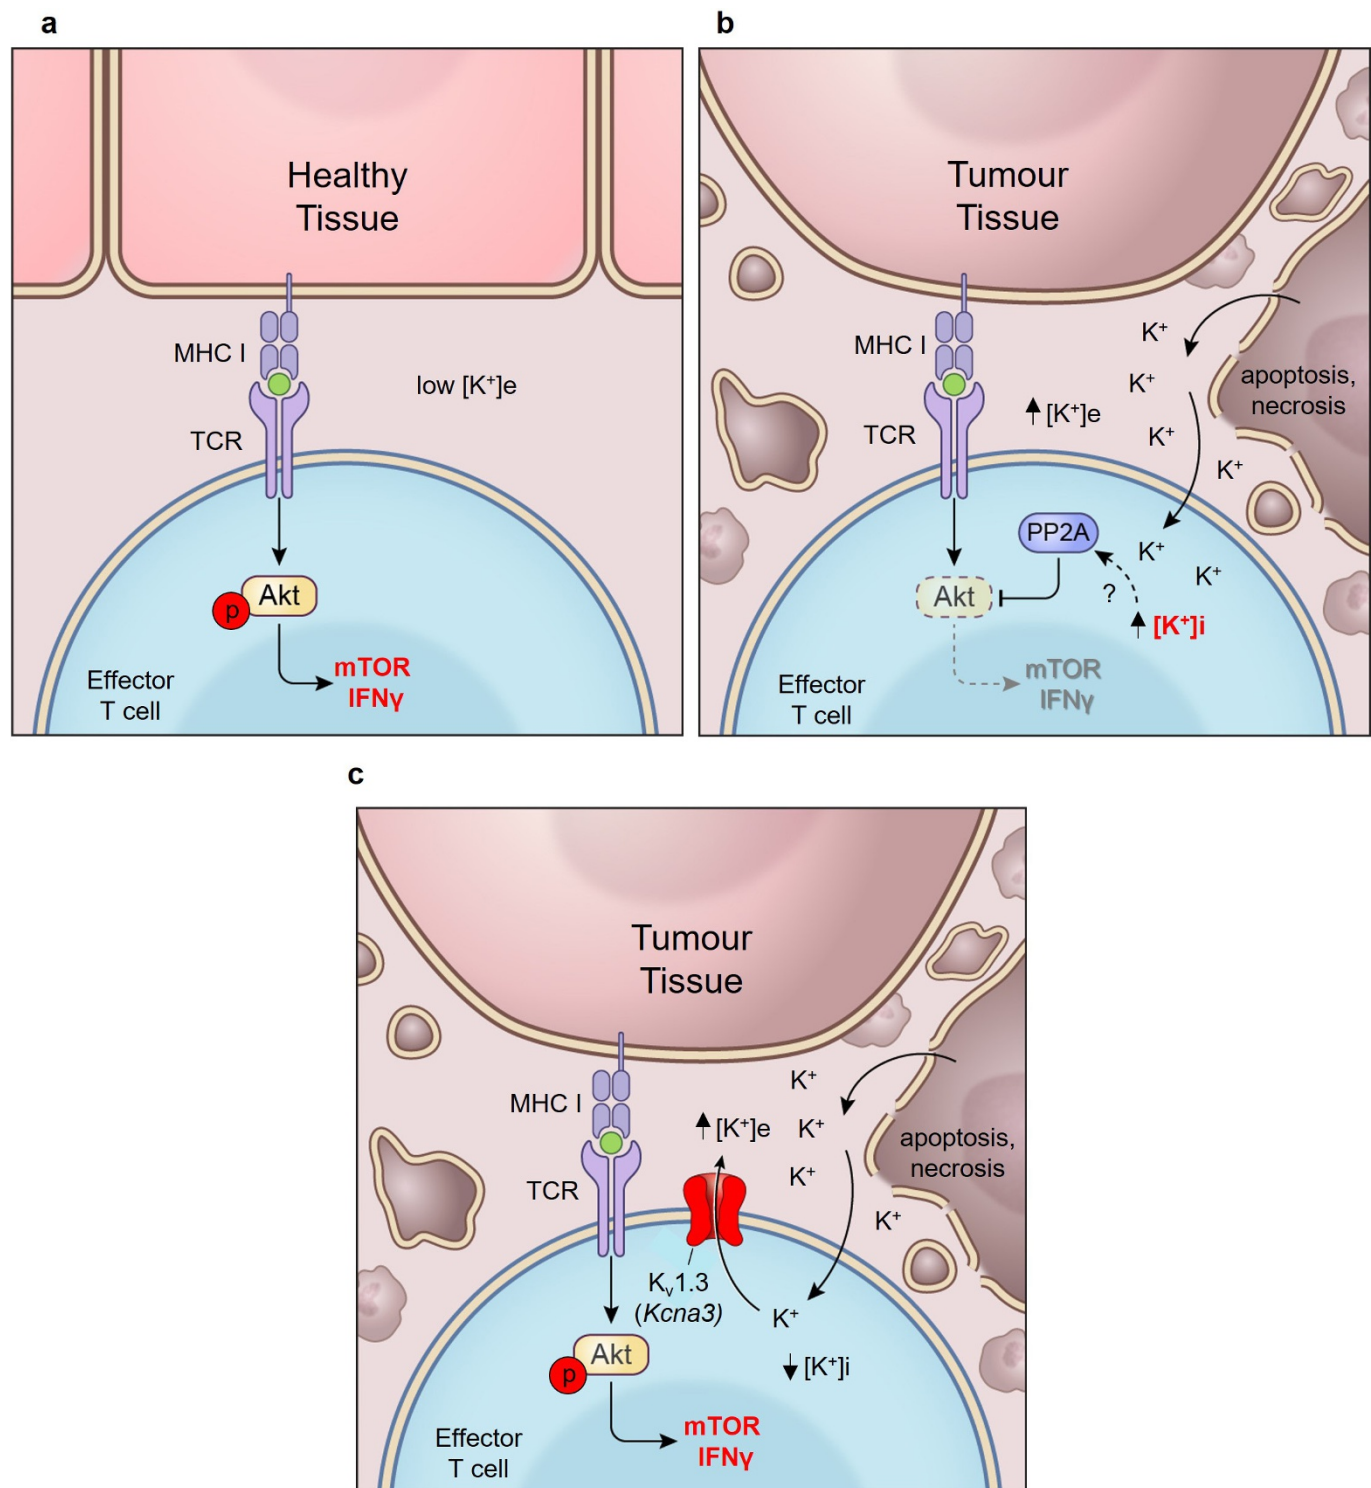 a
Healthy
Tissue
MHC I
low [K⁺]e
TCR
Akt
p
mTOR
IFNγ
Effector
T cell
b
Tumour
Tissue
MHC I
K⁺
K⁺
apoptosis,
necrosis
[K⁺]e
TCR
K⁺
K⁺
PP2A
K⁺
K⁺
Akt
?
[K⁺]i
mTOR
IFNγ
Effector
T cell
c
Tumour
Tissue
K⁺
MHC I
[K⁺]e
K⁺
apoptosis,
necrosis
K⁺
TCR
K⁺
Kᵥ1.3
(Kcna3)
K⁺
Akt
p
[K⁺]i
mTOR
IFNγ
Effector
T cell